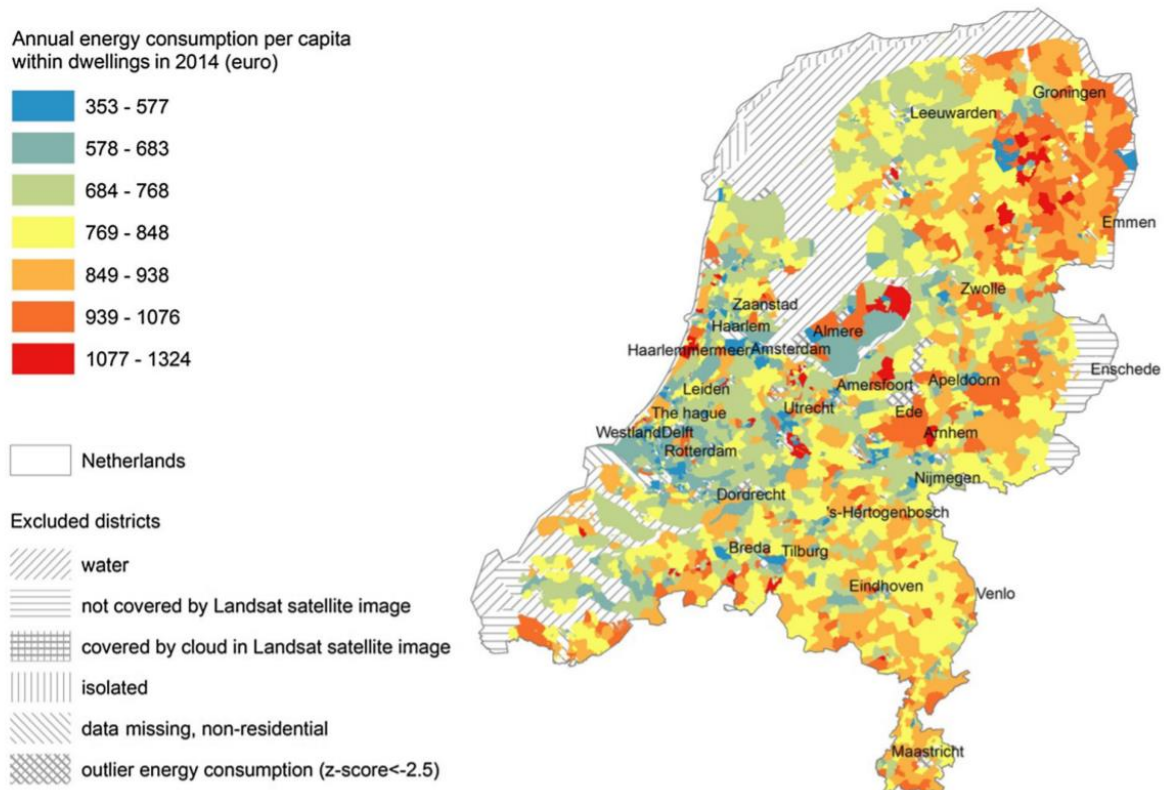 Annual energy consumption per capita
within dwellings in 2014 (euro)
353 - 577
578 - 683
684 - 768
769 - 848
849 - 938
939 - 1076
1077 - 1324
Netherlands
Excluded districts
water
not covered by Landsat satellite image
covered by cloud in Landsat satellite image
isolated
data missing, non-residential
outlier energy consumption (z-score<-2.5)
Groningen
Leeuwarden
Emmen
Zwolle
Zaanstad
Haarlem
Almere
Haarlemmermeer
Amsterdam
Enschede
Leiden
Amersfoort
Apeldoorn
The hague
Utrecht
Ede
Westland
Delft
Arnhem
Rotterdam
Nijmegen
Dordrecht
's-Hertogenbosch
Breda
Tilburg
Eindhoven
Venlo
Maastricht